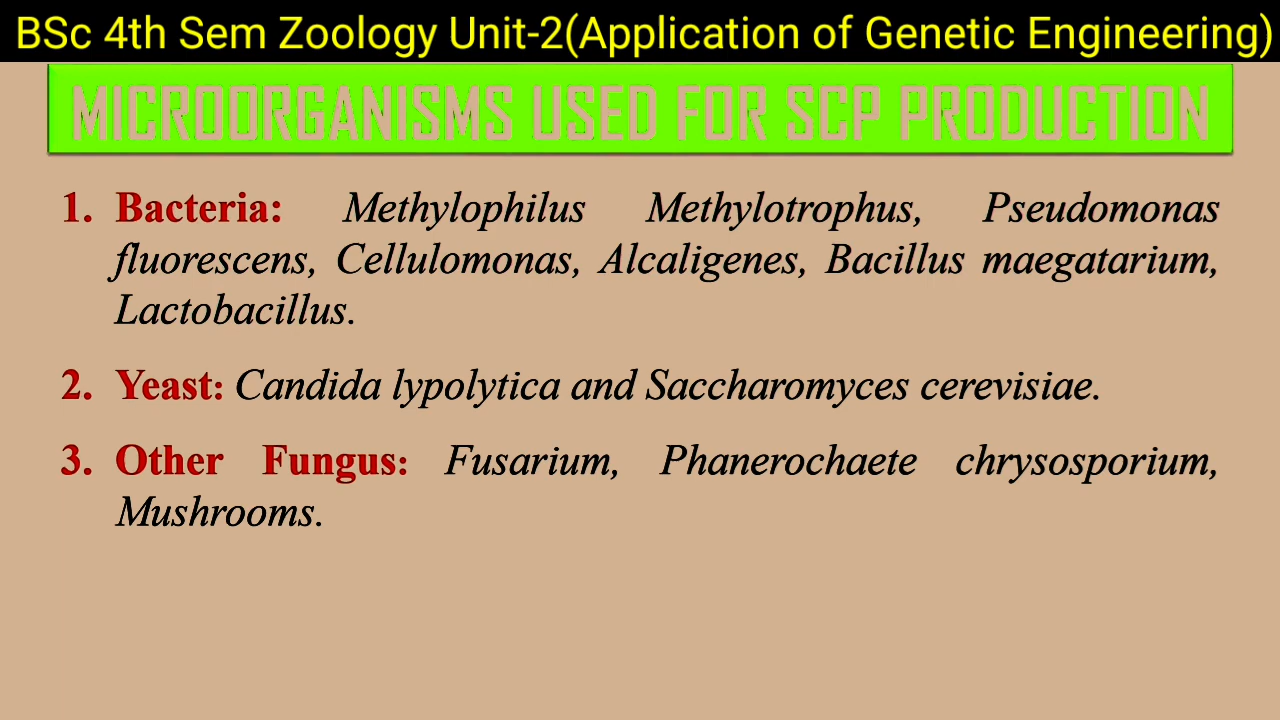 BSc 4th Sem Zoology Unit-2(Application of Genetic Engineering)
MICROORGANISMS USED FOR SCP PRODUCTION
1. Bacteria: Methylophilus Methylotrophus, Pseudomonas
fluorescens, Cellulomonas, Alcaligenes, Bacillus maegatarium,
Lactobacillus.
2. Yeast: Candida lypolytica and Saccharomyces cerevisiae.
3. Other Fungus: Fusarium, Phanerochaete chrysosporium,
Mushrooms.